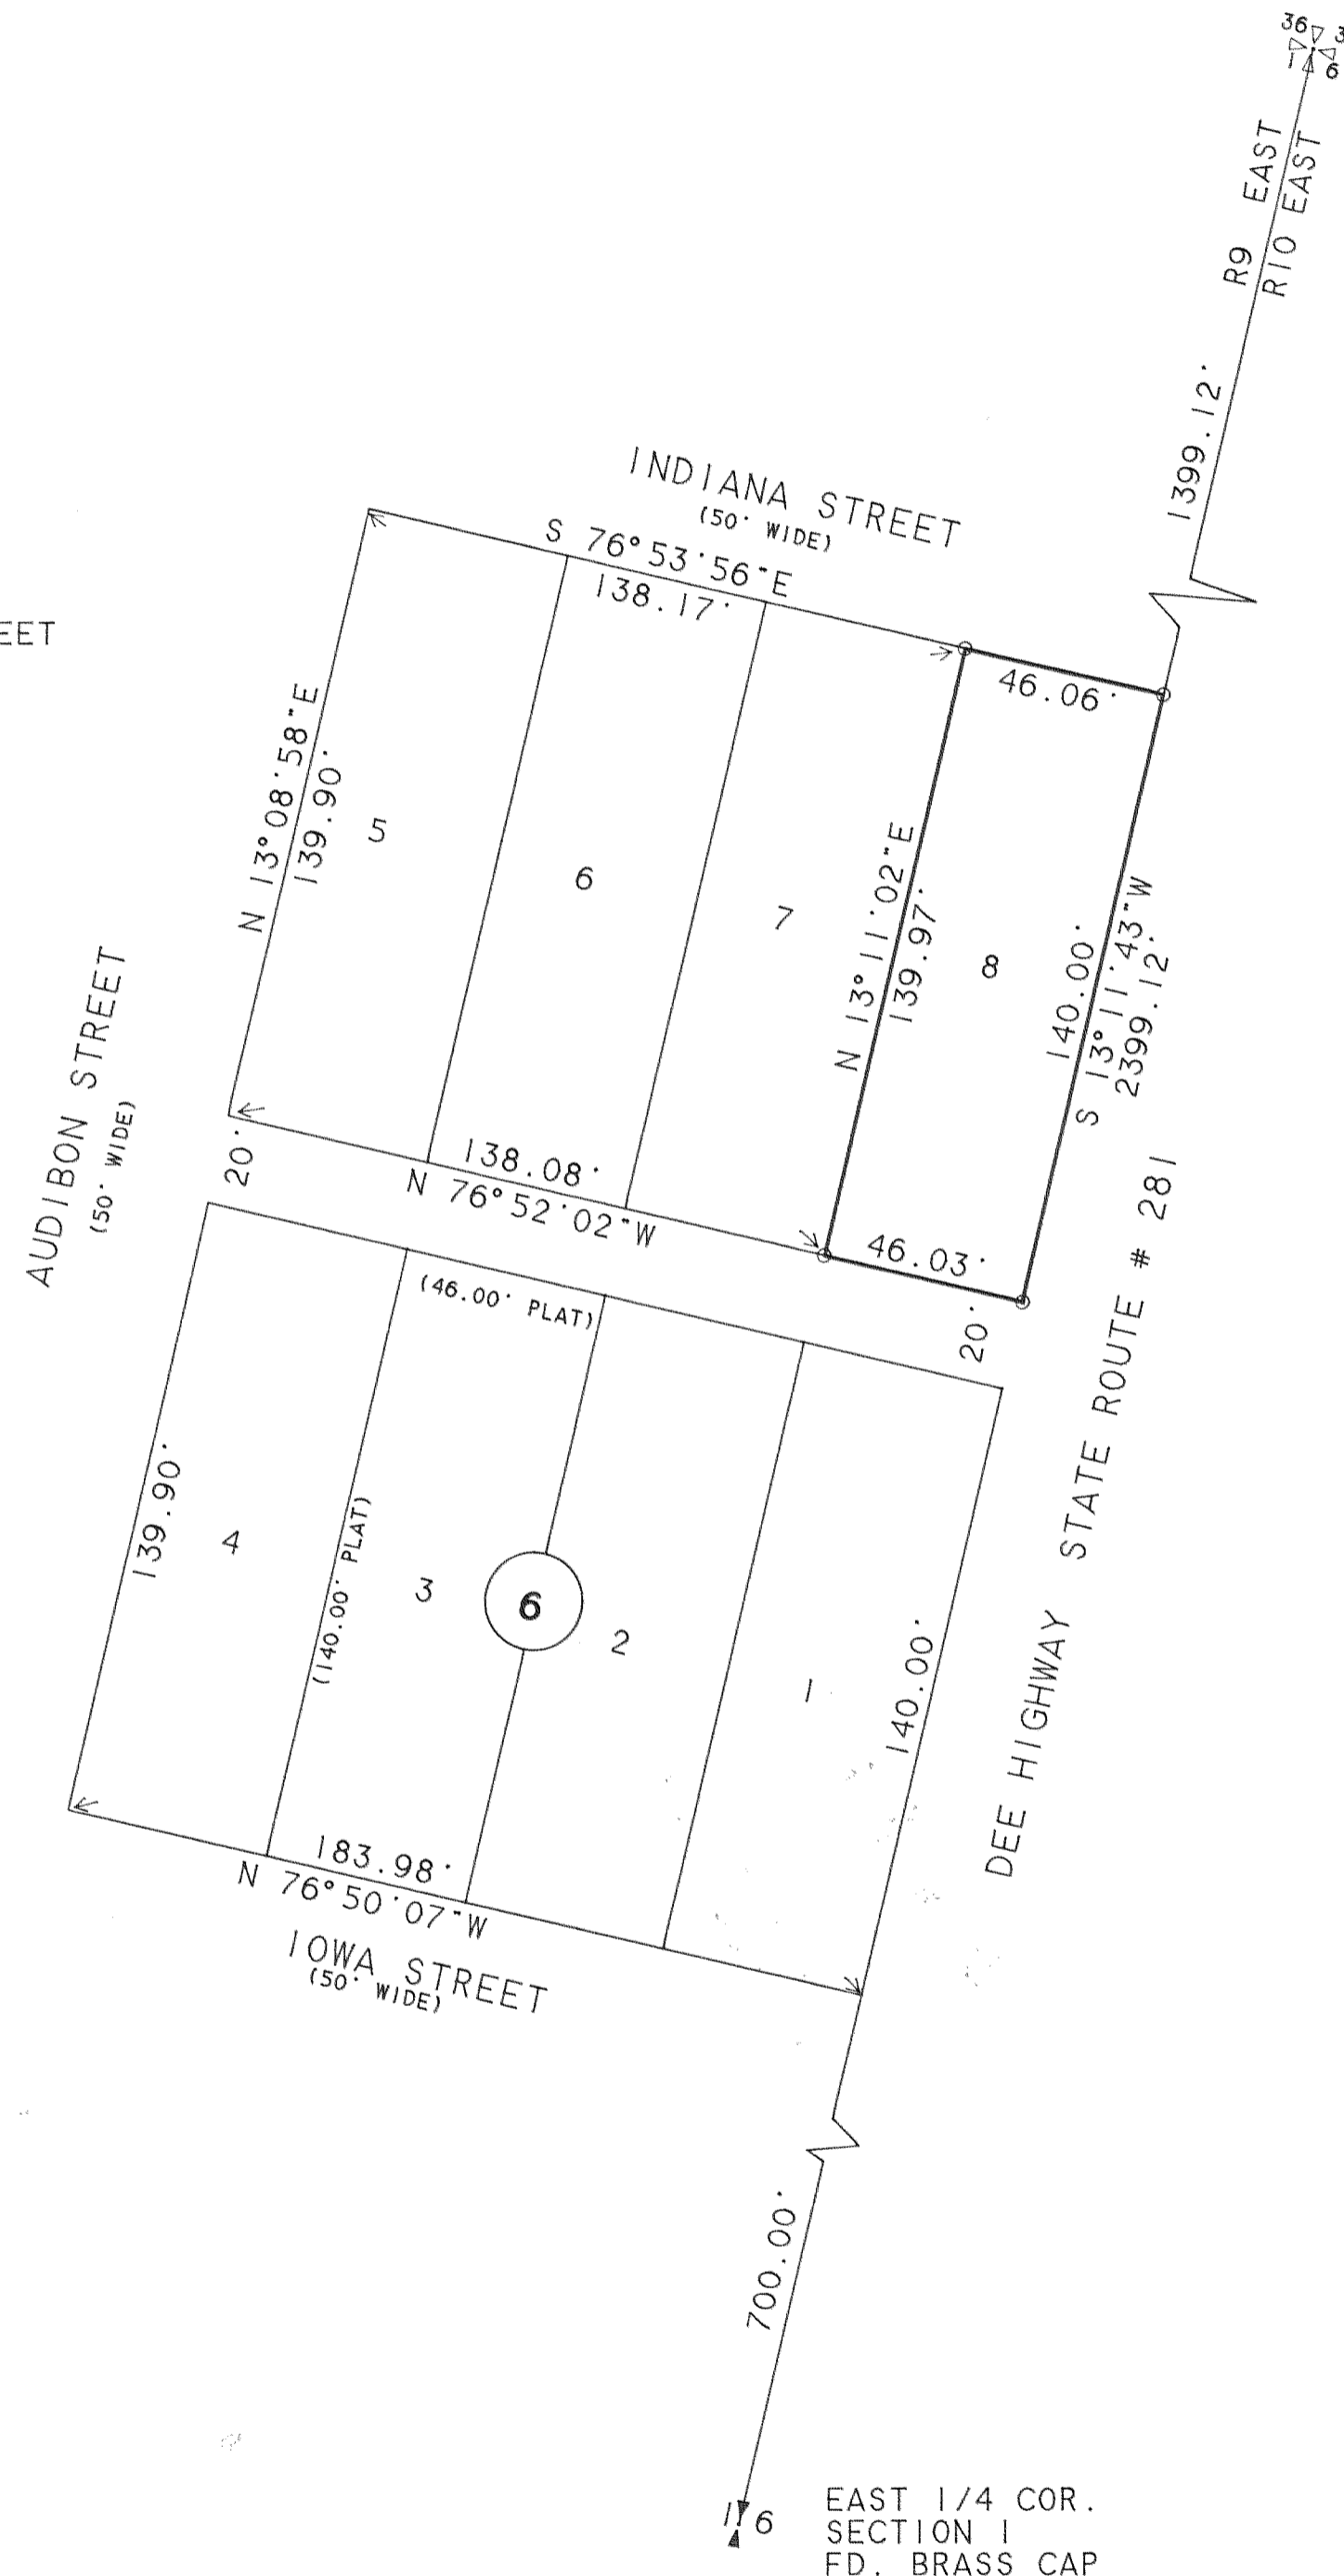 36 3
1 6
R9 EAST
R10 EAST
1399.12'
INDIANA STREET
(50' WIDE)
S 76°53'56"E
138.17'
EET
46.06'
N 13°08'58"E
139.90'
5
6
7
N 13°11'02"E
139.97'
8
140.00'
S 13°11'43"W
2399.12'
AUDIBON STREET
(50' WIDE)
20'
138.08'
N 76°52'02"W
46.03'
20'
(46.00' PLAT)
DEE HIGHWAY STATE ROUTE # 281
139.90'
4
(140.00' PLAT)
3
6
2
1
140.00'
183.98'
N 76°50'07"W
IOWA STREET
(50' WIDE)
700.00'
1 6
EAST 1/4 COR.
SECTION 1
FD. BRASS CAP